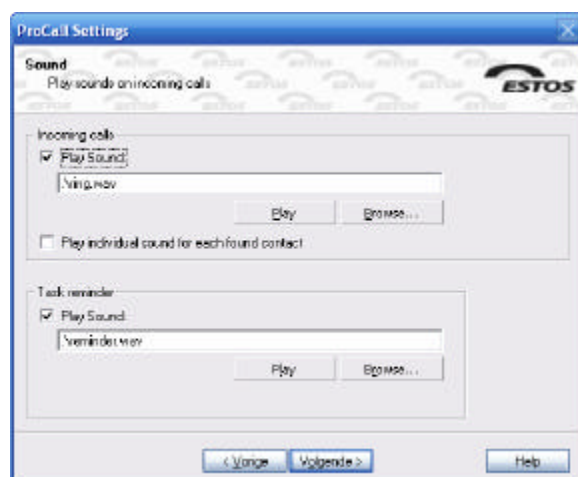 ProCall Settings
Sound
Play sounds on incoming calls
ESTOS
Incoming calls
Play Sound:
.\ring.wav
Play
Browse...
Play individual sound for each found contact
Task reminder
Play Sound:
.\reminder.wav
Play
Browse...
< Vorige
Volgende >
Help